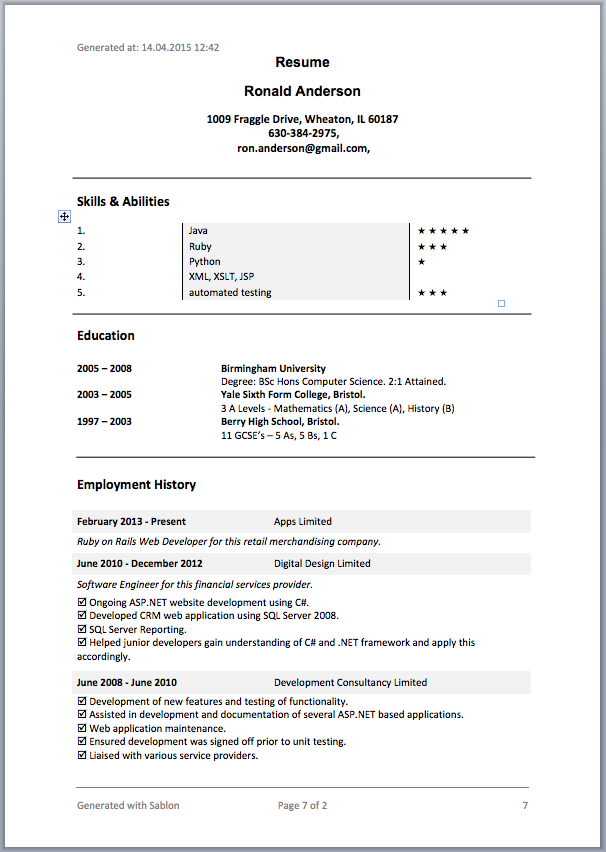 Generated at: 14.04.2015 12:42
Resume
Ronald Anderson
1009 Fraggle Drive, Wheaton, IL 60187
630-384-2975,
ron.anderson@gmail.com,
Skills & Abilities
1. Java ★★★★★
2. Ruby ★★★
3. Python ★
4. XML, XSLT, JSP
5. automated testing ★★★
Education
2005 – 2008 Birmingham University
Degree: BSc Hons Computer Science. 2:1 Attained.
2003 – 2005 Yale Sixth Form College, Bristol.
3 A Levels - Mathematics (A), Science (A), History (B)
1997 – 2003 Berry High School, Bristol.
11 GCSE’s – 5 As, 5 Bs, 1 C
Employment History
February 2013 - Present Apps Limited
Ruby on Rails Web Developer for this retail merchandising company.
June 2010 - December 2012 Digital Design Limited
Software Engineer for this financial services provider.
☑ Ongoing ASP.NET website development using C#.
☑ Developed CRM web application using SQL Server 2008.
☑ SQL Server Reporting.
☑ Helped junior developers gain understanding of C# and .NET framework and apply this
accordingly.
June 2008 - June 2010 Development Consultancy Limited
☑ Development of new features and testing of functionality.
☑ Assisted in development and documentation of several ASP.NET based applications.
☑ Web application maintenance.
☑ Ensured development was signed off prior to unit testing.
☑ Liaised with various service providers.
Generated with Sablon Page 7 of 2 7